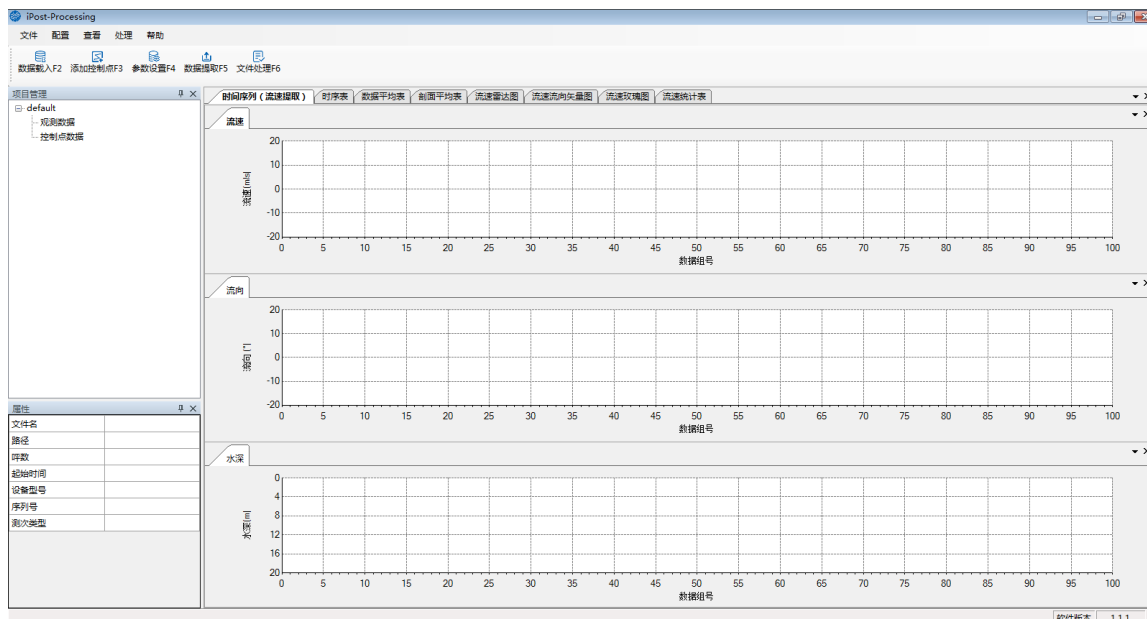 iPost-Processing
文件 配置 查看 处理 帮助
数据载入F2 添加控制点F3 参数设置F4 数据提取F5 文件处理F6
项目管理
default
观测数据
控制点数据
属性
文件名
路径
呼数
起始时间
设备型号
序列号
测次类型
时间序列(流速提取) 时序表 数据平均表 剖面平均表 流速雷达图 流速流向矢量图 流速玫瑰图 流速统计表
流速
流速(m/s)
20
10
0
-10
-20
0 5 10 15 20 25 30 35 40 45 50 55 60 65 70 75 80 85 90 95 100
数据组号
流向
流向 (°)
20
10
0
-10
-20
0 5 10 15 20 25 30 35 40 45 50 55 60 65 70 75 80 85 90 95 100
数据组号
水深
水深(m)
0
4
8
12
16
20
0 5 10 15 20 25 30 35 40 45 50 55 60 65 70 75 80 85 90 95 100
数据组号
软件版本 1.1.1